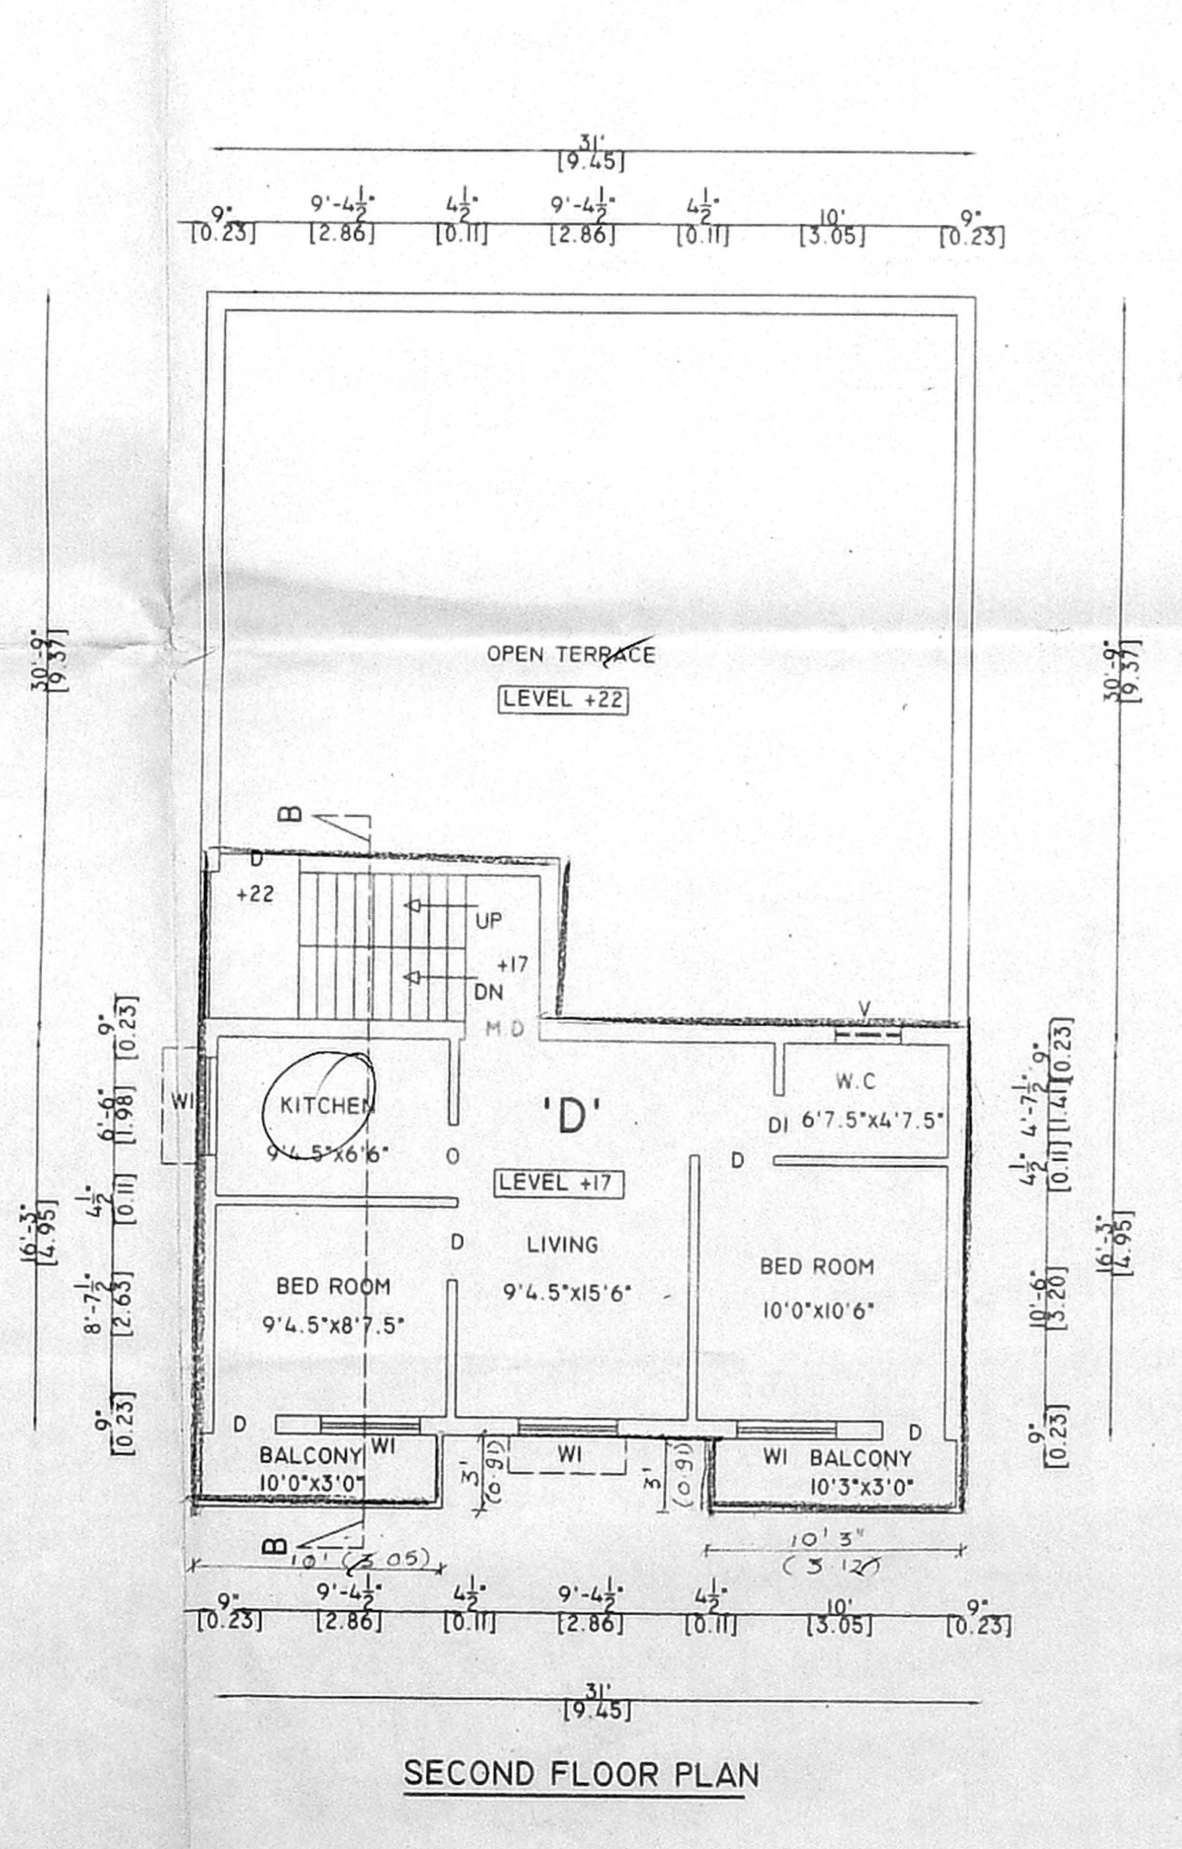 31'
[9.45]
9" 9'-4½" 4½" 9'-4½" 4½" 10' 9"
[0.23] [2.86] [0.11] [2.86] [0.11] [3.05] [0.23]
30'-9"
[9.37]
30'-9"
[9.37]
OPEN TERRACE
LEVEL +22
B
D
+22
UP
+17
DN
M D
V
9"
[0.23]
9"
[0.23]
W.C
6'7.5"x4'7.5"
D1
D
4'-7½"
[1.41]
4½"
[0.11]
W1
KITCHEN
9'4.5"x6'6"
O
6'-6"
[1.98]
4½"
[0.11]
'D'
LEVEL +17
16'-3"
[4.95]
16'-3"
[4.95]
D
LIVING
9'4.5"x15'6"
BED ROOM
10'0"x10'6"
BED ROOM
9'4.5"x8'7.5"
8'-7½"
[2.63]
10'-6"
[3.20]
9"
[0.23]
9"
[0.23]
D
D
BALCONY W1
10'0"x3'0"
3'
(0.91)
W1
3'
(0.91)
W1 BALCONY
10'3"x3'0"
B
10' (3.05)
10' 3"
(3.12)
9" 9'-4½" 4½" 9'-4½" 4½" 10' 9"
[0.23] [2.86] [0.11] [2.86] [0.11] [3.05] [0.23]
31'
[9.45]
SECOND FLOOR PLAN